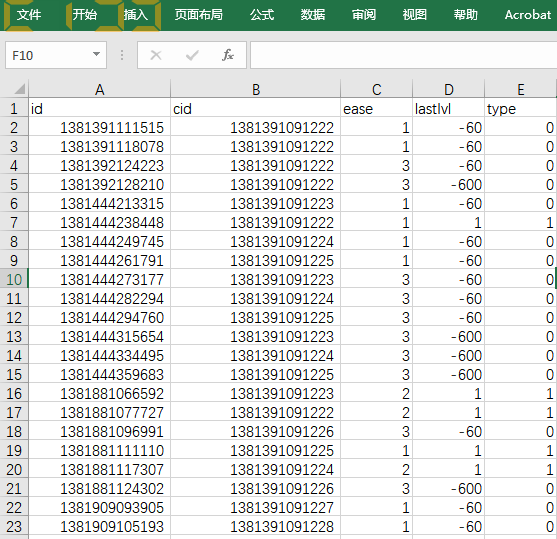 文件 开始 插入 页面布局 公式 数据 审阅 视图 帮助 Acrobat
F10 fx
A B C D E
1 id cid ease lastlvl type
2 1381391111515 1381391091222 1 -60 0
3 1381391118078 1381391091222 1 -60 0
4 1381392124223 1381391091222 3 -60 0
5 1381392128210 1381391091222 3 -600 0
6 1381444213315 1381391091223 1 -60 0
7 1381444238448 1381391091222 1 1 1
8 1381444249745 1381391091224 1 -60 0
9 1381444261791 1381391091225 1 -60 0
10 1381444273177 1381391091223 3 -60 0
11 1381444282294 1381391091224 3 -60 0
12 1381444294760 1381391091225 3 -60 0
13 1381444315654 1381391091223 3 -600 0
14 1381444334495 1381391091224 3 -600 0
15 1381444359683 1381391091225 3 -600 0
16 1381881066592 1381391091223 2 1 1
17 1381881077727 1381391091222 2 1 1
18 1381881096991 1381391091226 3 -60 0
19 1381881111110 1381391091225 1 1 1
20 1381881117307 1381391091224 2 1 1
21 1381881124302 1381391091226 3 -600 0
22 1381909093905 1381391091227 1 -60 0
23 1381909105193 1381391091228 1 -60 0